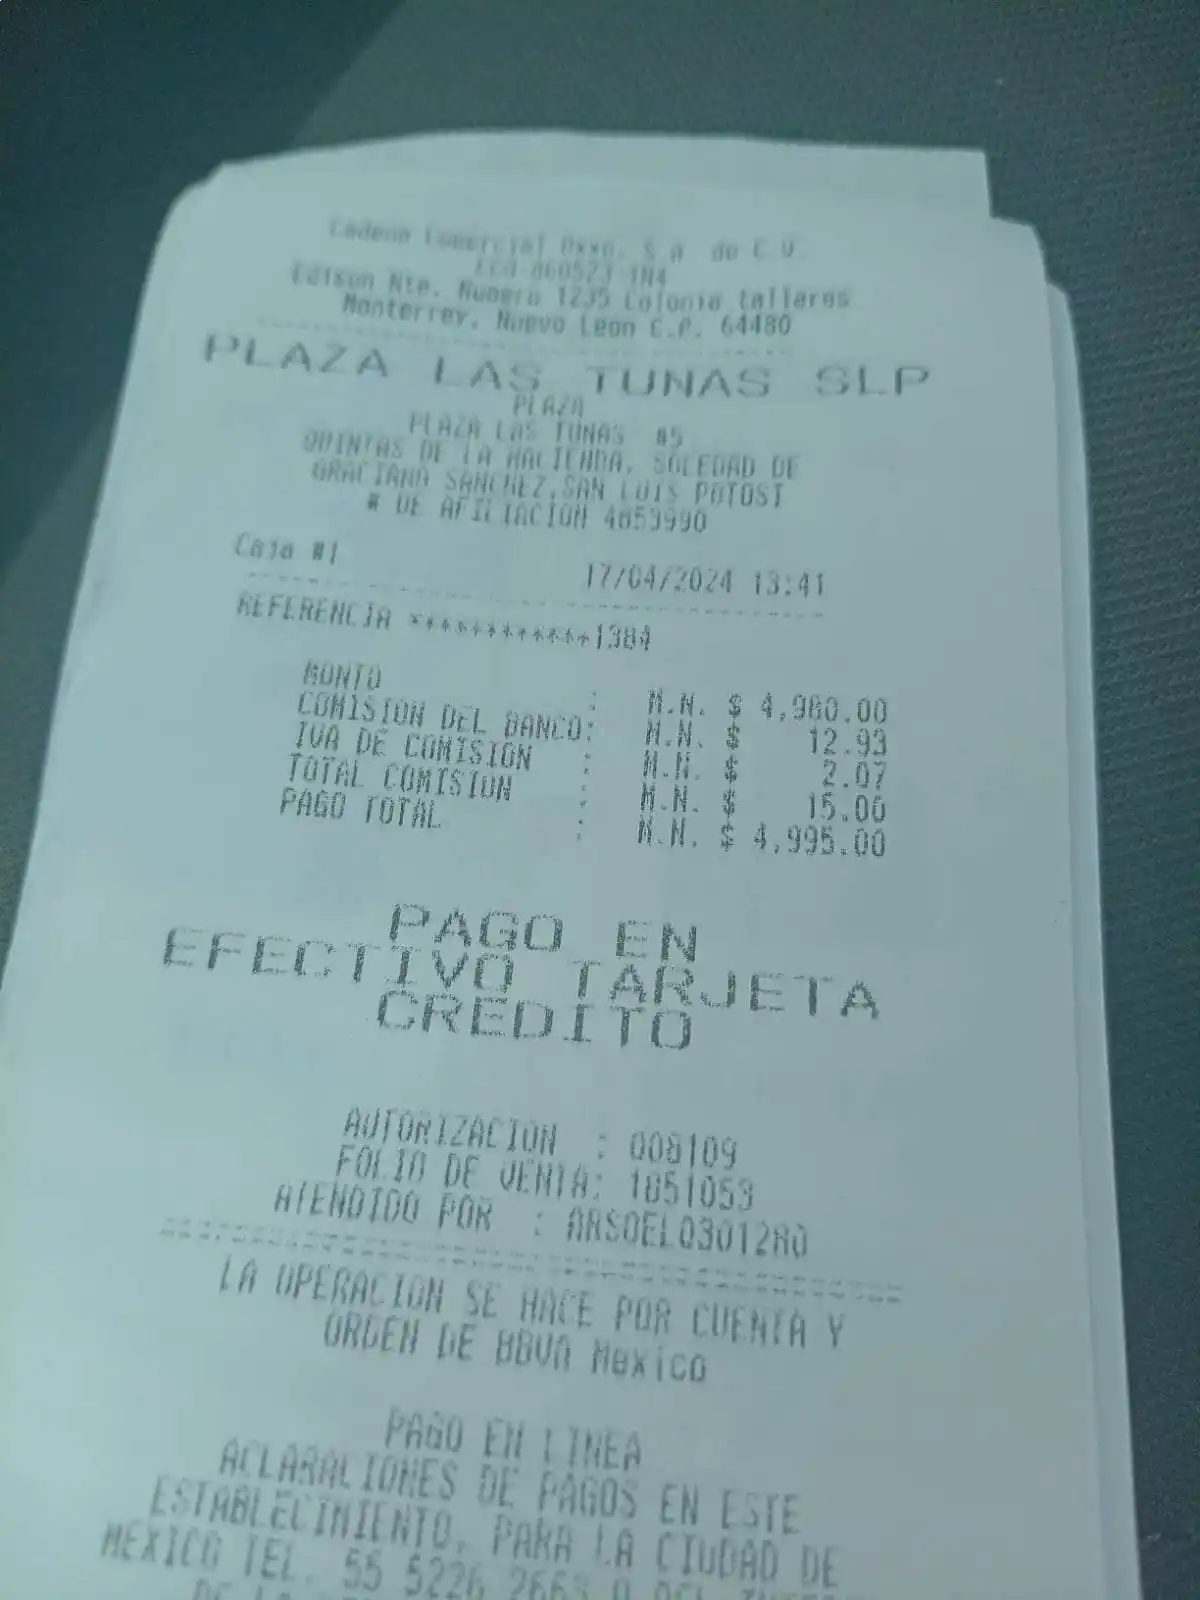 Cadena Comercial Oxxo, S.A. de C.V.
Edison Nte. Numero 1235 Colonia talleres
Monterrey, Nuevo Leon C.P. 64480
PLAZA LAS TUNAS SLP
PLAZA
PLAZA LAS TUNAS #5
QUINTAS DE LA HACIENDA, SOLEDAD DE
GRACIANO SANCHEZ,SAN LUIS POTOSI
# DE AFILIACION 4853990
Caja #1
17/04/2024 13:41
REFERENCIA ************1384
MONTO : M.N. $ 4,980.00
COMISION DEL BANCO: M.N. $ 12.93
IVA DE COMISION : M.N. $ 2.07
TOTAL COMISION : M.N. $ 15.00
PAGO TOTAL : M.N. $ 4,995.00
PAGO EN
EFECTIVO TARJETA
CREDITO
AUTORIZACION : 008109
FOLIO DE VENTA: 1851053
ATENDIDO POR :
LA OPERACION SE HACE POR CUENTA Y
ORDEN DE BBVA Mexico
PAGO EN LINEA
ACLARACIONES DE PAGOS EN ESTE
ESTABLECIMIENTO, PARA LA CIUDAD DE
MEXICO TEL. 55 5226 2663 O DEL